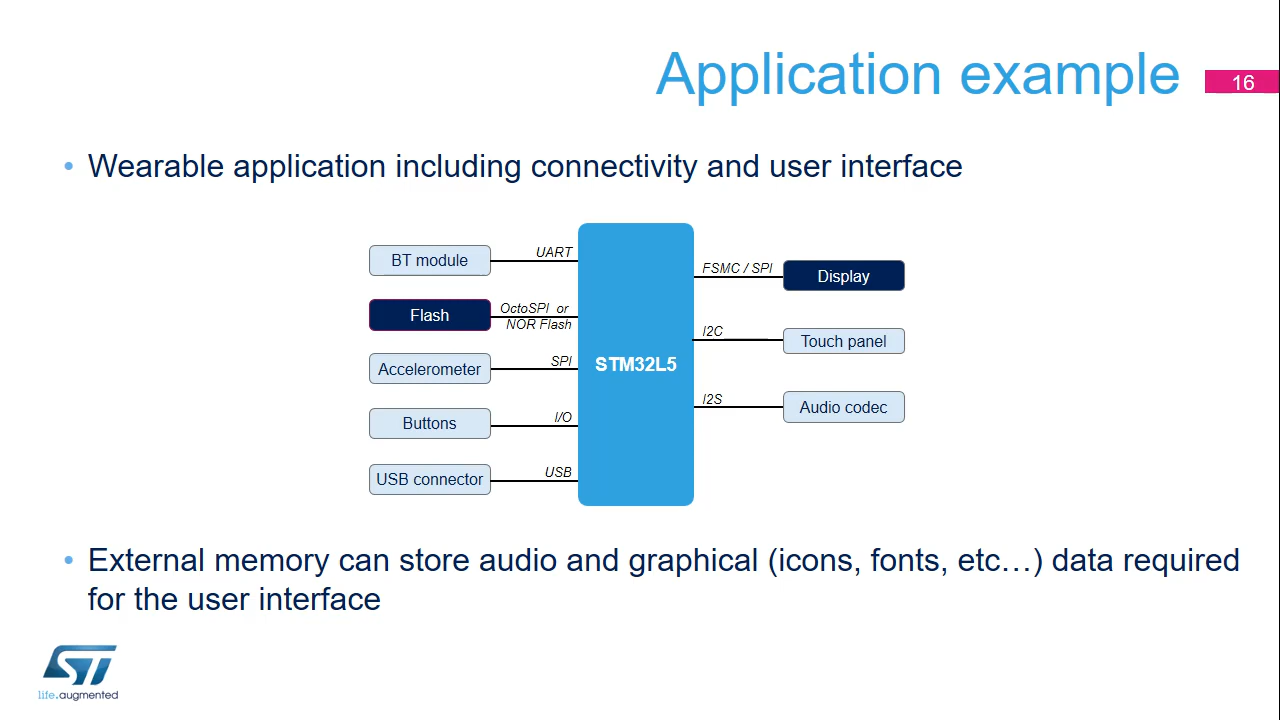 Application example
16
• Wearable application including connectivity and user interface
BT module
UART
Flash
OctoSPI or
NOR Flash
Accelerometer
SPI
Buttons
I/O
USB connector
USB
STM32L5
FSMC / SPI
Display
I2C
Touch panel
I2S
Audio codec
• External memory can store audio and graphical (icons, fonts, etc…) data required
for the user interface
ST
life.augmented